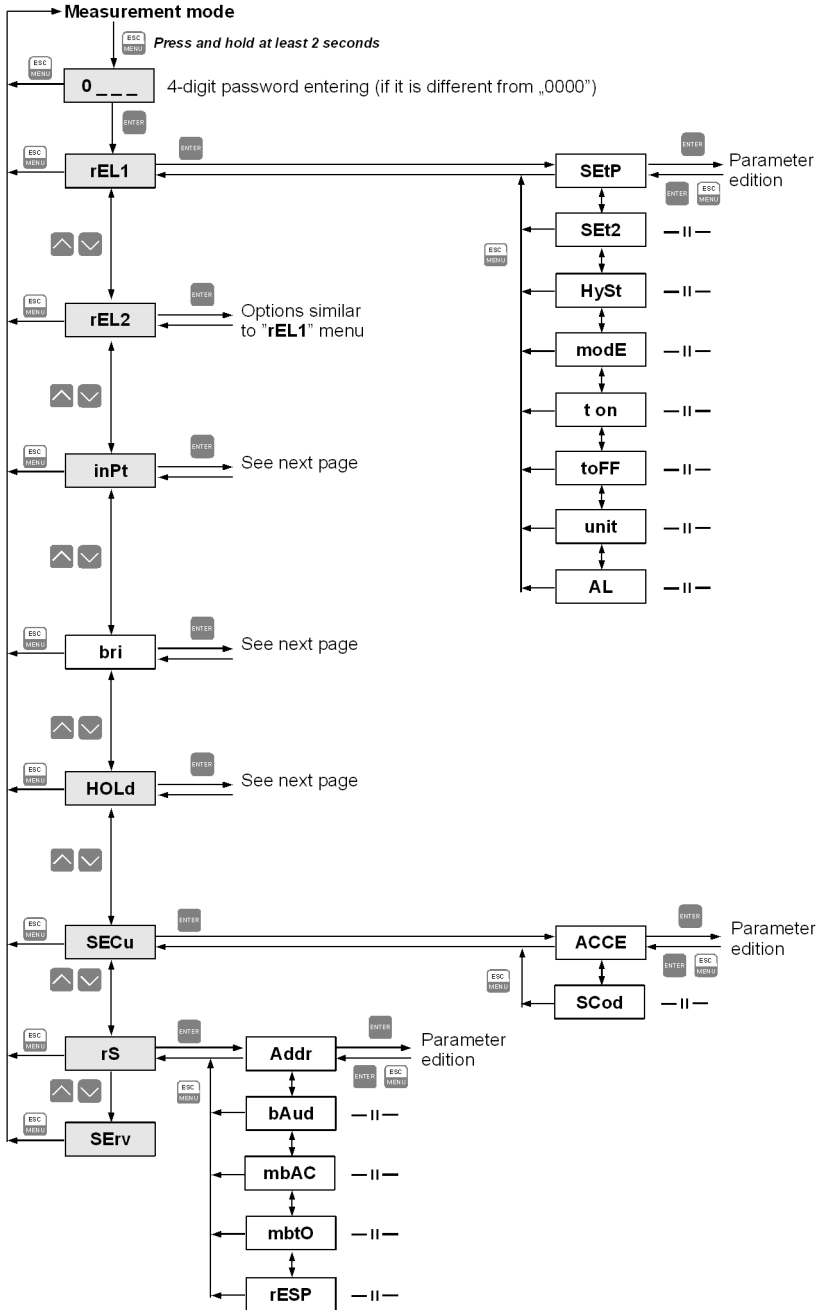 Measurement mode
ESC MENU Press and hold at least 2 seconds
ESC MENU
0 _ _ _ 4-digit password entering (if it is different from „0000”)
ENTER
ESC MENU
rEL1
ENTER
SEtP
ENTER
Parameter
edition
ENTER ESC MENU
SEt2
— II —
ESC MENU
HySt
— II —
modE
— II —
t on
— II —
toFF
— II —
unit
— II —
AL
— II —
ESC MENU
rEL2
ENTER
Options similar
to ”rEL1” menu
ESC MENU
inPt
ENTER
See next page
ESC MENU
bri
ENTER
See next page
ESC MENU
HOLd
ENTER
See next page
ESC MENU
SECu
ENTER
ACCE
ENTER
Parameter
edition
ENTER ESC MENU
ESC MENU
SCod
— II —
ESC MENU
rS
ENTER
Addr
ENTER
Parameter
edition
ENTER ESC MENU
ESC MENU
bAud
— II —
ESC MENU
SErv
mbAC
— II —
mbtO
— II —
rESP
— II —